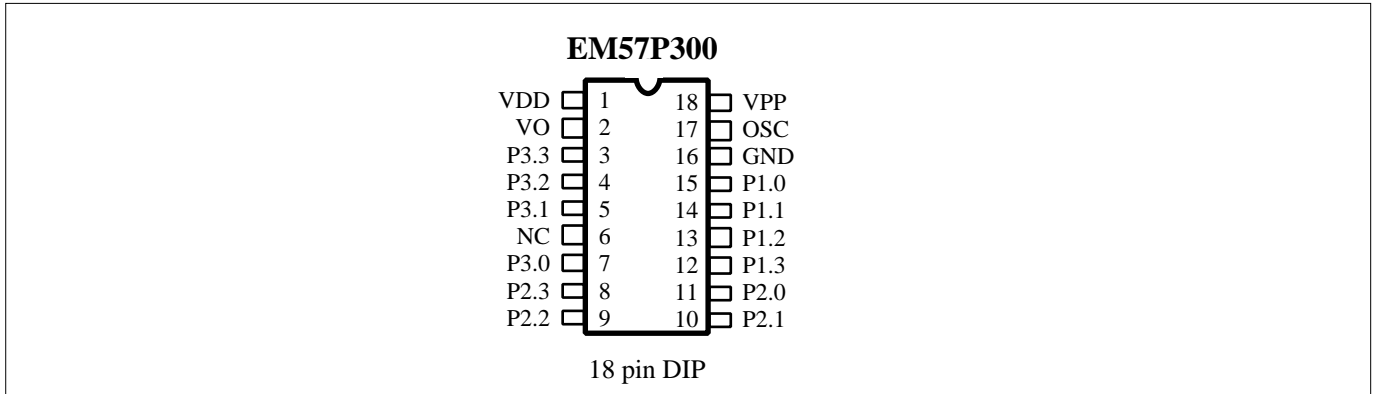 EM57P300
VDD 1 18 VPP
VO 2 17 OSC
P3.3 3 16 GND
P3.2 4 15 P1.0
P3.1 5 14 P1.1
NC 6 13 P1.2
P3.0 7 12 P1.3
P2.3 8 11 P2.0
P2.2 9 10 P2.1
18 pin DIP